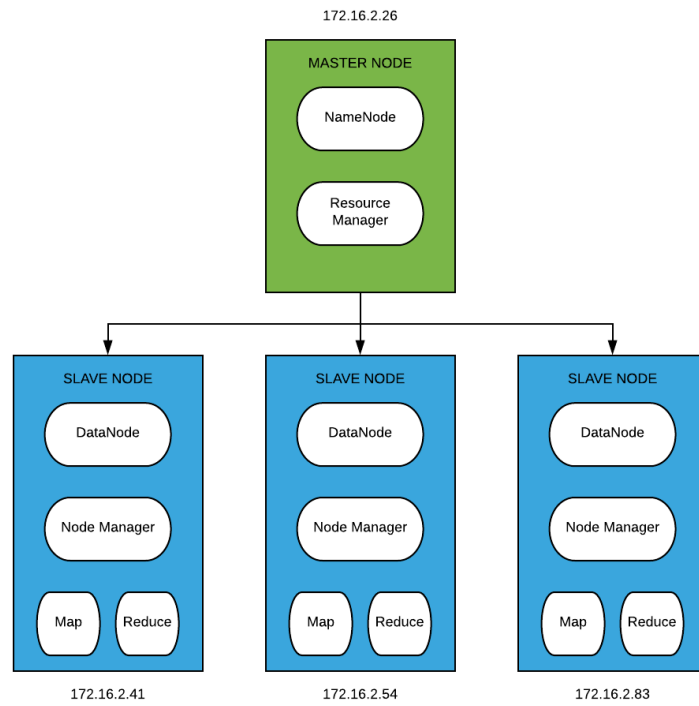 172.16.2.26
MASTER NODE
NameNode
Resource
Manager
SLAVE NODE
DataNode
Node Manager
Map
Reduce
172.16.2.41
SLAVE NODE
DataNode
Node Manager
Map
Reduce
172.16.2.54
SLAVE NODE
DataNode
Node Manager
Map
Reduce
172.16.2.83